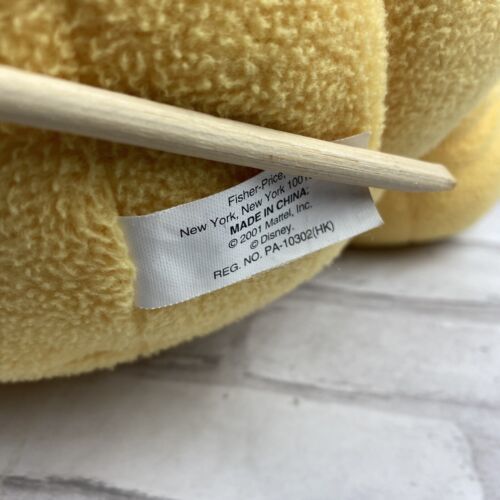 Fisher-Price,
New York, New York
MADE IN CHINA:
© 2001 Mattel, Inc.
© Disney.
REG. NO. PA-10302(HK)